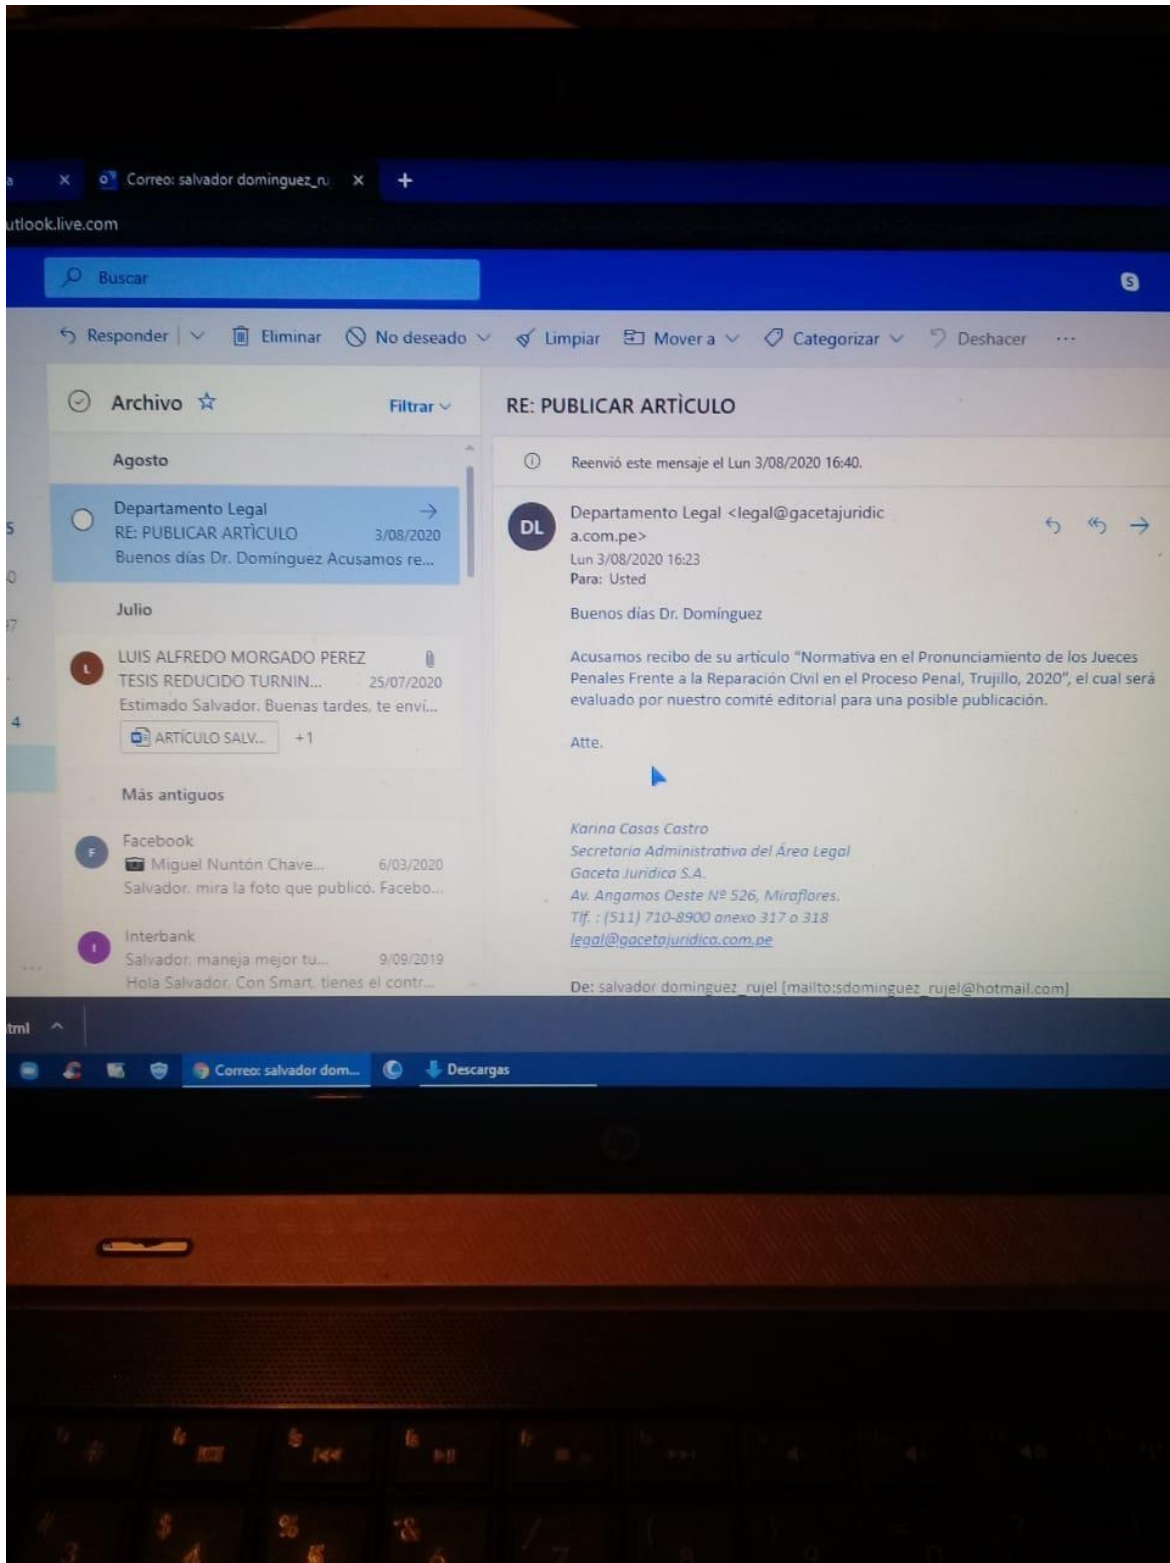 Correo: salvador dominguez_ru
utlook.live.com
Buscar
Responder Eliminar No deseado Limpiar Mover a Categorizar Deshacer
Archivo
Filtrar
Agosto
Departamento Legal
RE: PUBLICAR ARTÌCULO 3/08/2020
Buenos días Dr. Domínguez Acusamos re...
Julio
LUIS ALFREDO MORGADO PEREZ
TESIS REDUCIDO TURNIN... 25/07/2020
Estimado Salvador. Buenas tardes, te enví...
ARTÍCULO SALV... +1
Más antiguos
Facebook
Miguel Nuntón Chave... 6/03/2020
Salvador, mira la foto que publicó. Facebo...
Interbank
Salvador, maneja mejor tu... 9/09/2019
Hola Salvador. Con Smart, tienes el contr...
RE: PUBLICAR ARTÌCULO
Reenvió este mensaje el Lun 3/08/2020 16:40.
DL
Departamento Legal <legal@gacetajuridic
a.com.pe>
Lun 3/08/2020 16:23
Para: Usted
Buenos días Dr. Domínguez
Acusamos recibo de su artículo "Normativa en el Pronunciamiento de los Jueces
Penales Frente a la Reparación CIvil en el Proceso Penal, Trujillo, 2020", el cual será
evaluado por nuestro comité editorial para una posible publicación.
Atte.
Karina Casas Castro
Secretaria Administrativa del Área Legal
Gaceta Jurídica S.A.
Av. Angamos Oeste Nº 526, Miraflores.
Tlf. : (511) 710-8900 anexo 317 o 318
legal@gacetajuridica.com.pe
De: salvador dominguez_rujel [mailto:sdominguez_rujel@hotmail.com]
tml
Correo: salvador dom...
Descargas